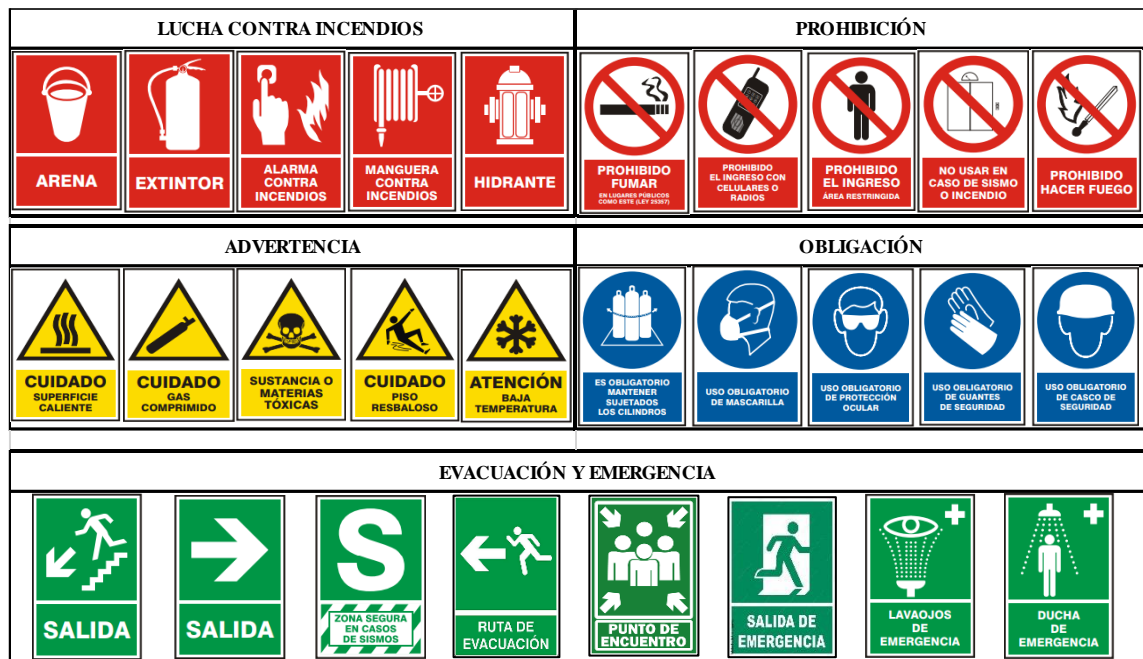 LUCHA CONTRA INCENDIOS
ARENA
EXTINTOR
ALARMA
CONTRA
INCENDIOS
MANGUERA
CONTRA
INCENDIOS
HIDRANTE
PROHIBICIÓN
PROHIBIDO
FUMAR
EN LUGARES PÚBLICOS
COMO ESTE (LEY 25357)
PROHIBIDO
EL INGRESO CON
CELULARES O
RADIOS
PROHIBIDO
EL INGRESO
ÁREA RESTRINGIDA
NO USAR EN
CASO DE SISMO
O INCENDIO
PROHIBIDO
HACER FUEGO
ADVERTENCIA
CUIDADO
SUPERFICIE
CALIENTE
CUIDADO
GAS
COMPRIMIDO
SUSTANCIA O
MATERIAS
TÓXICAS
CUIDADO
PISO
RESBALOSO
ATENCIÓN
BAJA
TEMPERATURA
OBLIGACIÓN
ES OBLIGATORIO
MANTENER
SUJETADOS
LOS CILINDROS
USO OBLIGATORIO
DE MASCARILLA
USO OBLIGATORIO
DE PROTECCIÓN
OCULAR
USO OBLIGATORIO
DE GUANTES
DE SEGURIDAD
USO OBLIGATORIO
DE CASCO DE
SEGURIDAD
EVACUACIÓN Y EMERGENCIA
SALIDA
SALIDA
S
ZONA SEGURA
EN CASOS
DE SISMOS
RUTA DE
EVACUACIÓN
PUNTO DE
ENCUENTRO
SALIDA DE
EMERGENCIA
LAVAOJOS
DE
EMERGENCIA
DUCHA
DE
EMERGENCIA